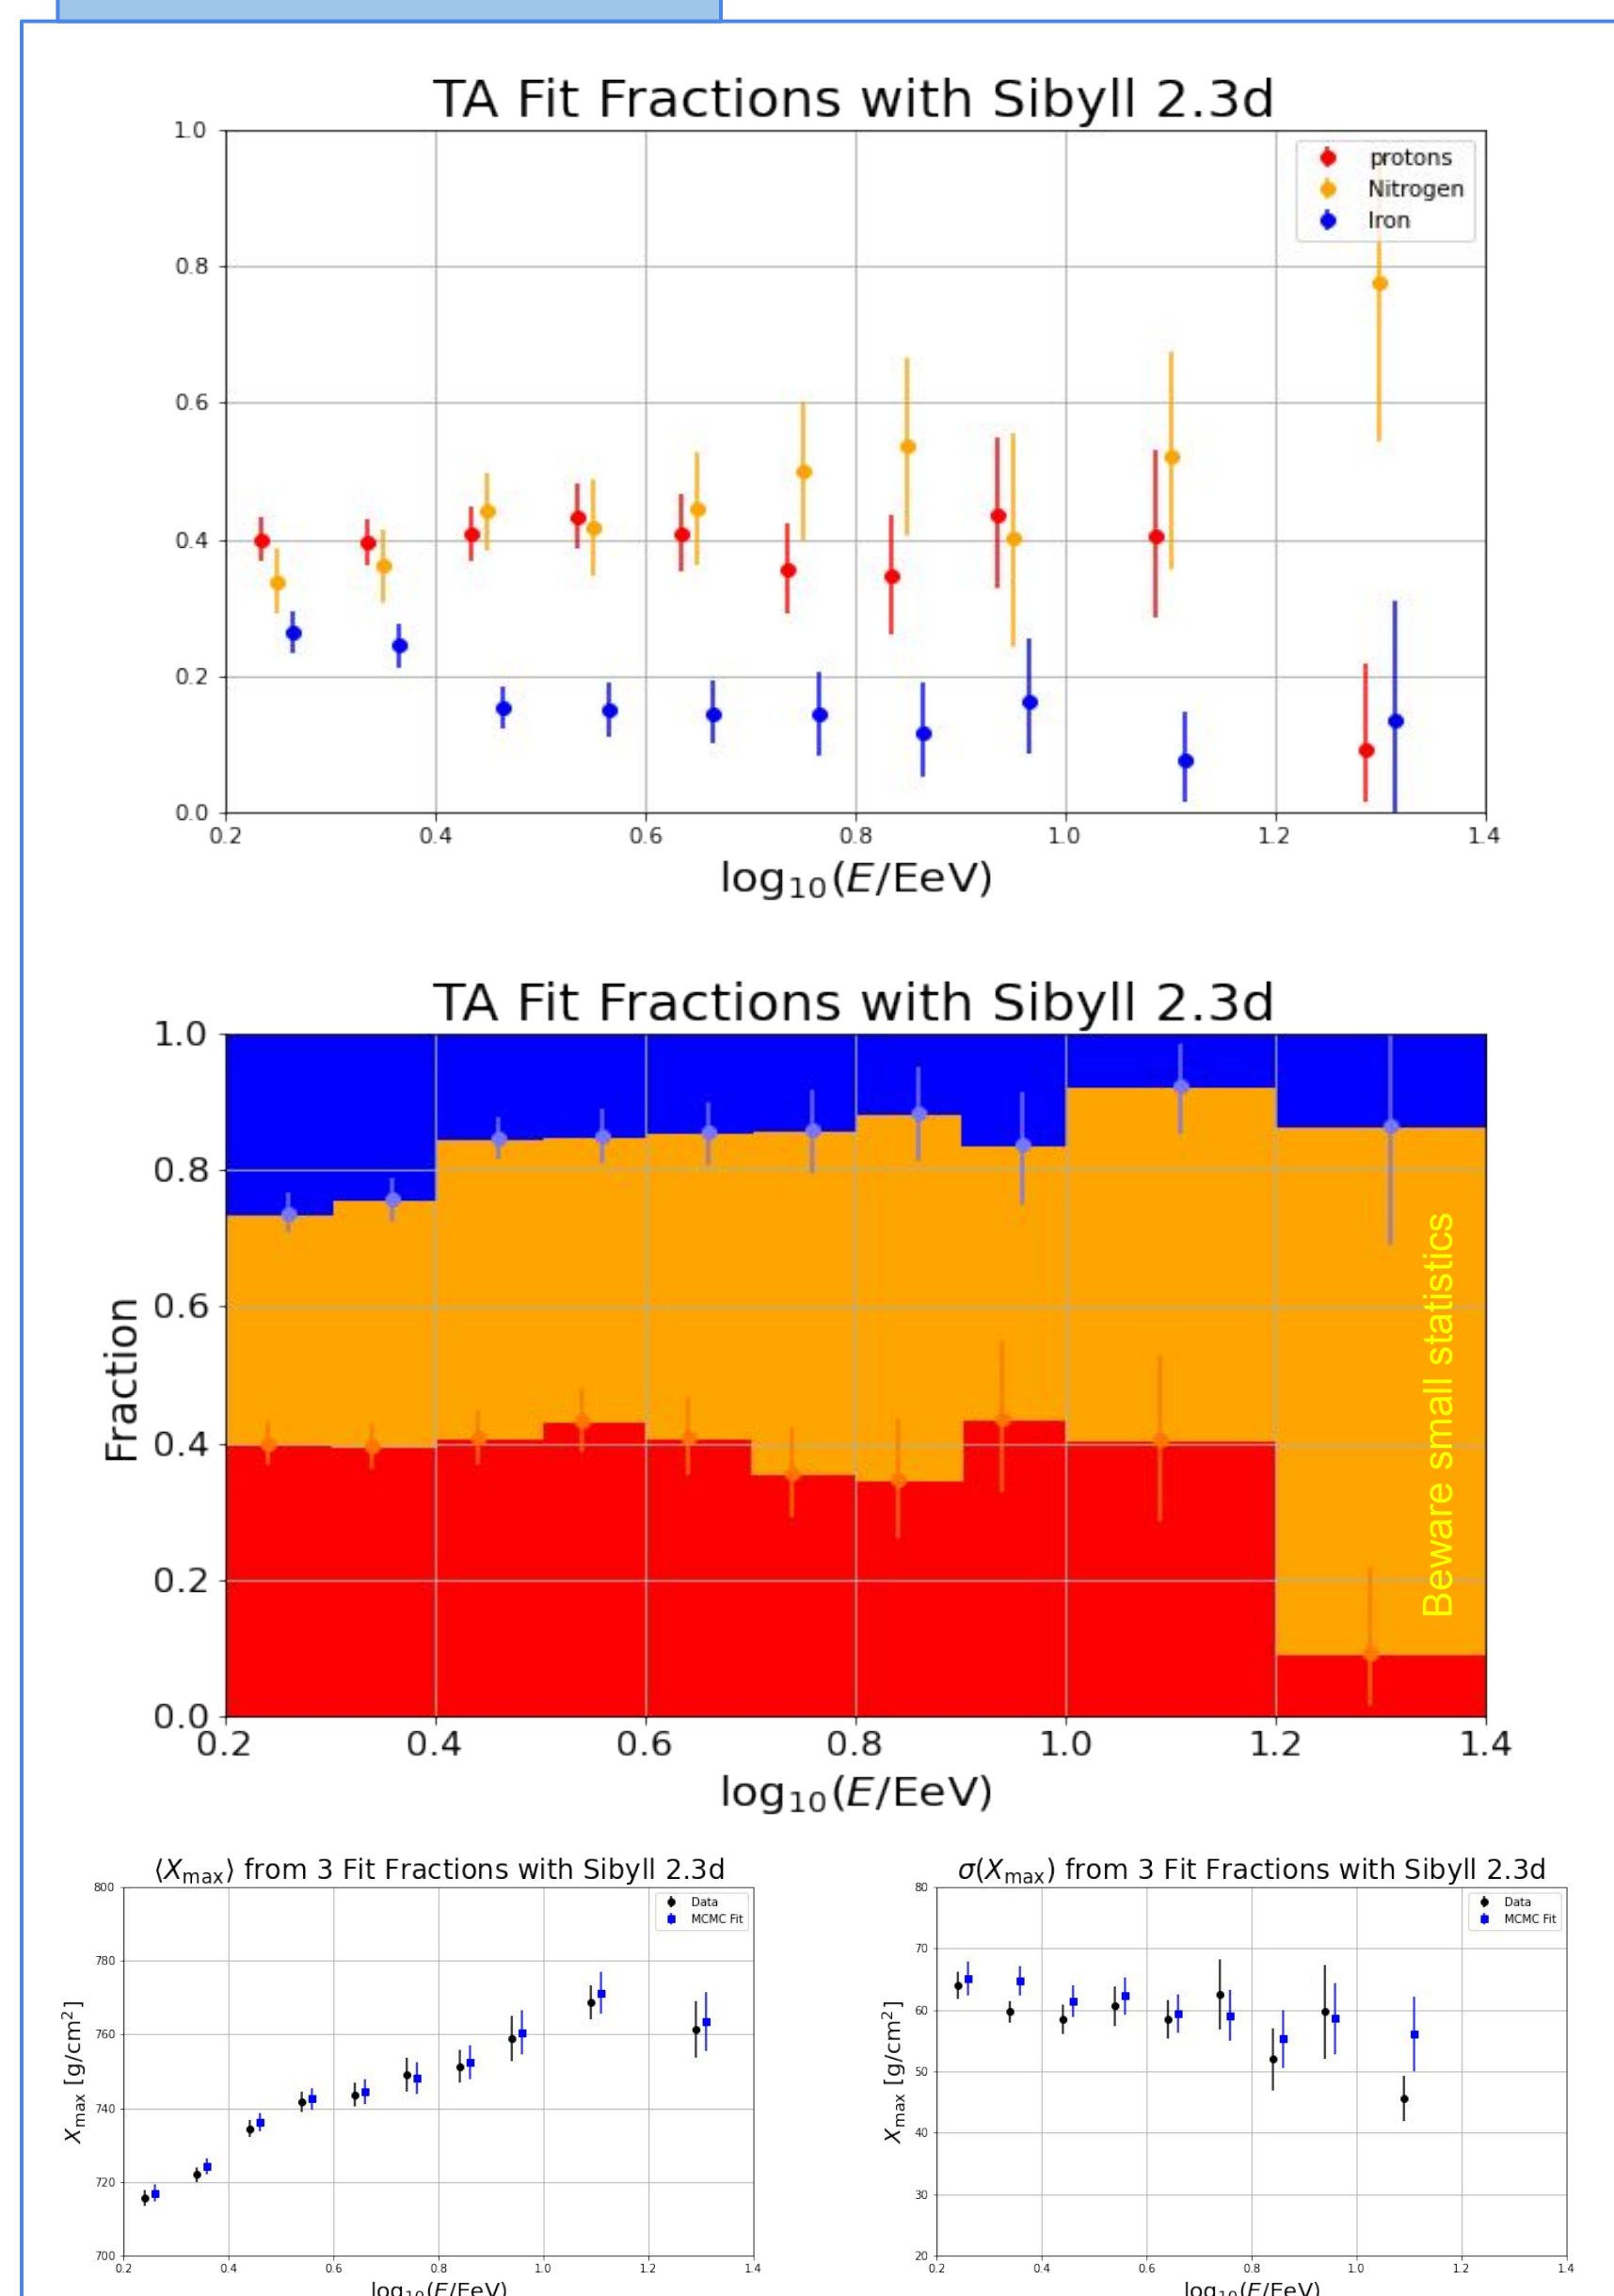 TA Fit Fractions with Sibyll 2.3d
1.0
0.8
0.6
0.4
0.2
0.0
protons
Nitrogen
Iron
0.2 0.4 0.6 0.8 1.0 1.2 1.4
log₁₀(E/EeV)
TA Fit Fractions with Sibyll 2.3d
Fraction
1.0
0.8
0.6
0.4
0.2
0.0
Beware small statistics
0.2 0.4 0.6 0.8 1.0 1.2 1.4
log₁₀(E/EeV)
⟨Xmax⟩ from 3 Fit Fractions with Sibyll 2.3d
Xmax [g/cm²]
800
780
760
740
720
700
Data
MCMC Fit
0.2 0.4 0.6 0.8 1.0 1.2 1.4
log₁₀(E/EeV)
σ(Xmax) from 3 Fit Fractions with Sibyll 2.3d
Xmax [g/cm²]
80
70
60
50
40
30
20
Data
MCMC Fit
0.2 0.4 0.6 0.8 1.0 1.2 1.4
log₁₀(E/EeV)